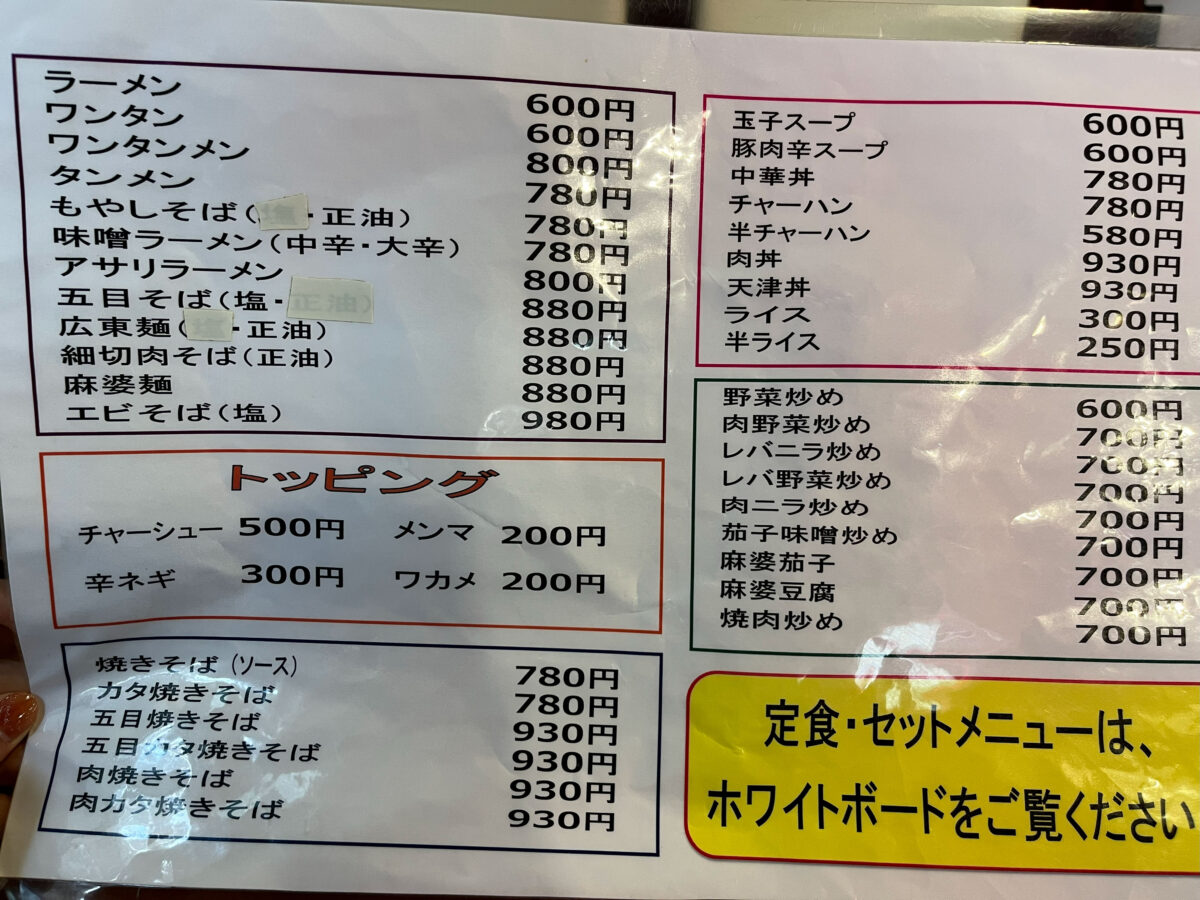 ラーメン 600円
ワンタン 600円
ワンタンメン 800円
タンメン 780円
もやしそば(・正油) 780円
味噌ラーメン(中辛・大辛) 780円
アサリラーメン 800円
五目そば(塩・正油) 880円
広東麺(・正油) 880円
細切肉そば(正油) 880円
麻婆麺 880円
エビそば(塩) 980円
トッピング
チャーシュー 500円 メンマ 200円
辛ネギ 300円 ワカメ 200円
焼きそば(ソース) 780円
カタ焼きそば 780円
五目焼きそば 930円
五目カタ焼きそば 930円
肉焼きそば 930円
肉カタ焼きそば 930円
玉子スープ 600円
豚肉辛スープ 600円
中華丼 780円
チャーハン 780円
半チャーハン 580円
肉丼 930円
天津丼 930円
ライス 300円
半ライス 250円
野菜炒め 600円
肉野菜炒め 700円
レバニラ炒め 700円
レバ野菜炒め 700円
肉ニラ炒め 700円
茄子味噌炒め 700円
麻婆茄子 700円
麻婆豆腐 700円
焼肉炒め 700円
定食・セットメニューは、
ホワイトボードをご覧ください